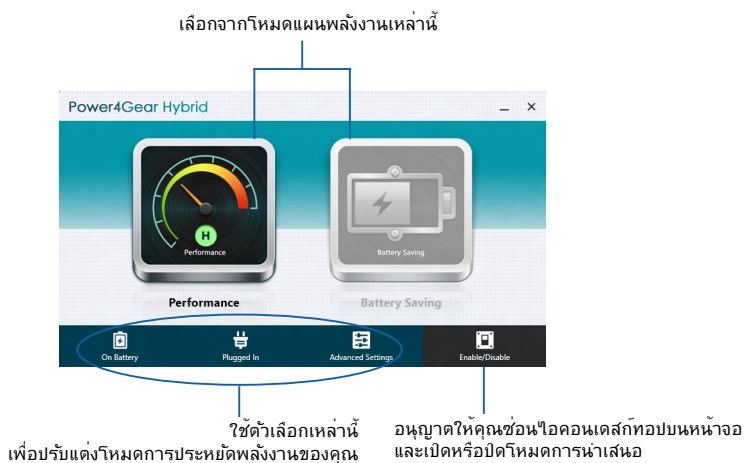 เลือกจากโหมดแผนพลังงานเหล่านี้
Power4Gear Hybrid
H
Performance
Battery Saving
Performance
Battery Saving
On Battery
Plugged In
Advanced Settings
Enable/Disable
ใช้ตัวเลือกเหล่านี้
เพื่อปรับแต่งโหมดการประหยัดพลังงานของคุณ
อนุญาตให้คุณซ่อนไอคอนเดสก์ทอปบนหน้าจอ
และเปิดหรือปิดโหมดการนำเสนอ